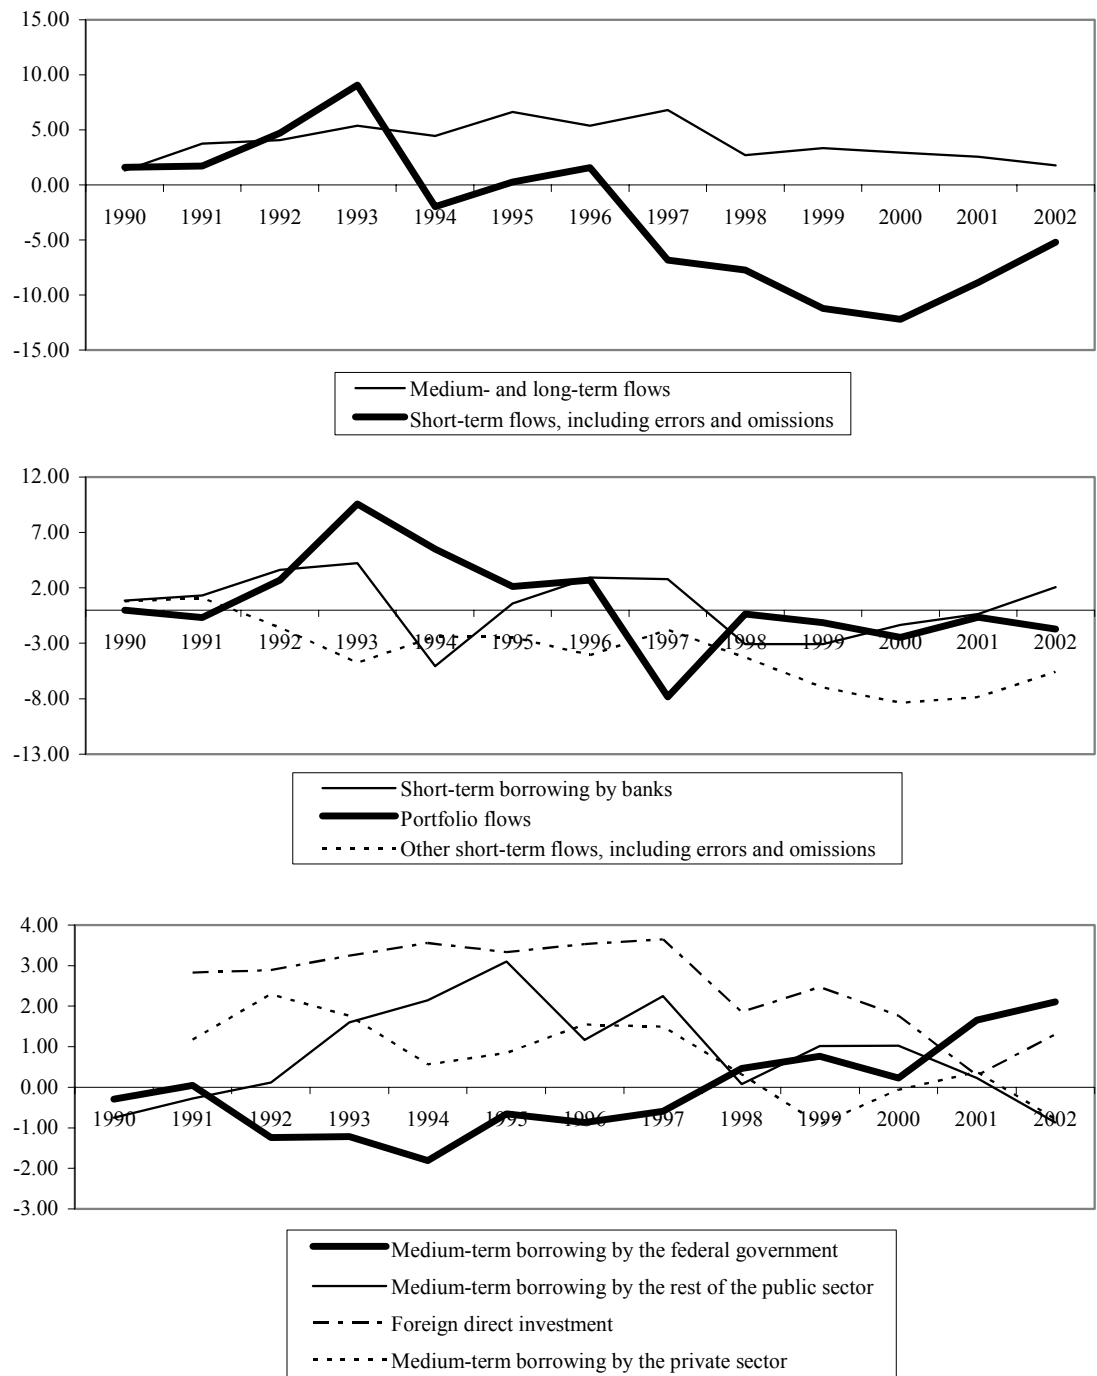 15.00
10.00
5.00
0.00
1990 1991 1992 1993 1994 1995 1996 1997 1998 1999 2000 2001 2002
-5.00
-10.00
-15.00
Medium- and long-term flows
Short-term flows, including errors and omissions
12.00
7.00
2.00
1990 1991 1992 1993 1994 1995 1996 1997 1998 1999 2000 2001 2002
-3.00
-8.00
-13.00
Short-term borrowing by banks
Portfolio flows
Other short-term flows, including errors and omissions
4.00
3.00
2.00
1.00
0.00
1990 1991 1992 1993 1994 1995 1996 1997 1998 1999 2000 2001 2002
-1.00
-2.00
-3.00
Medium-term borrowing by the federal government
Medium-term borrowing by the rest of the public sector
Foreign direct investment
Medium-term borrowing by the private sector